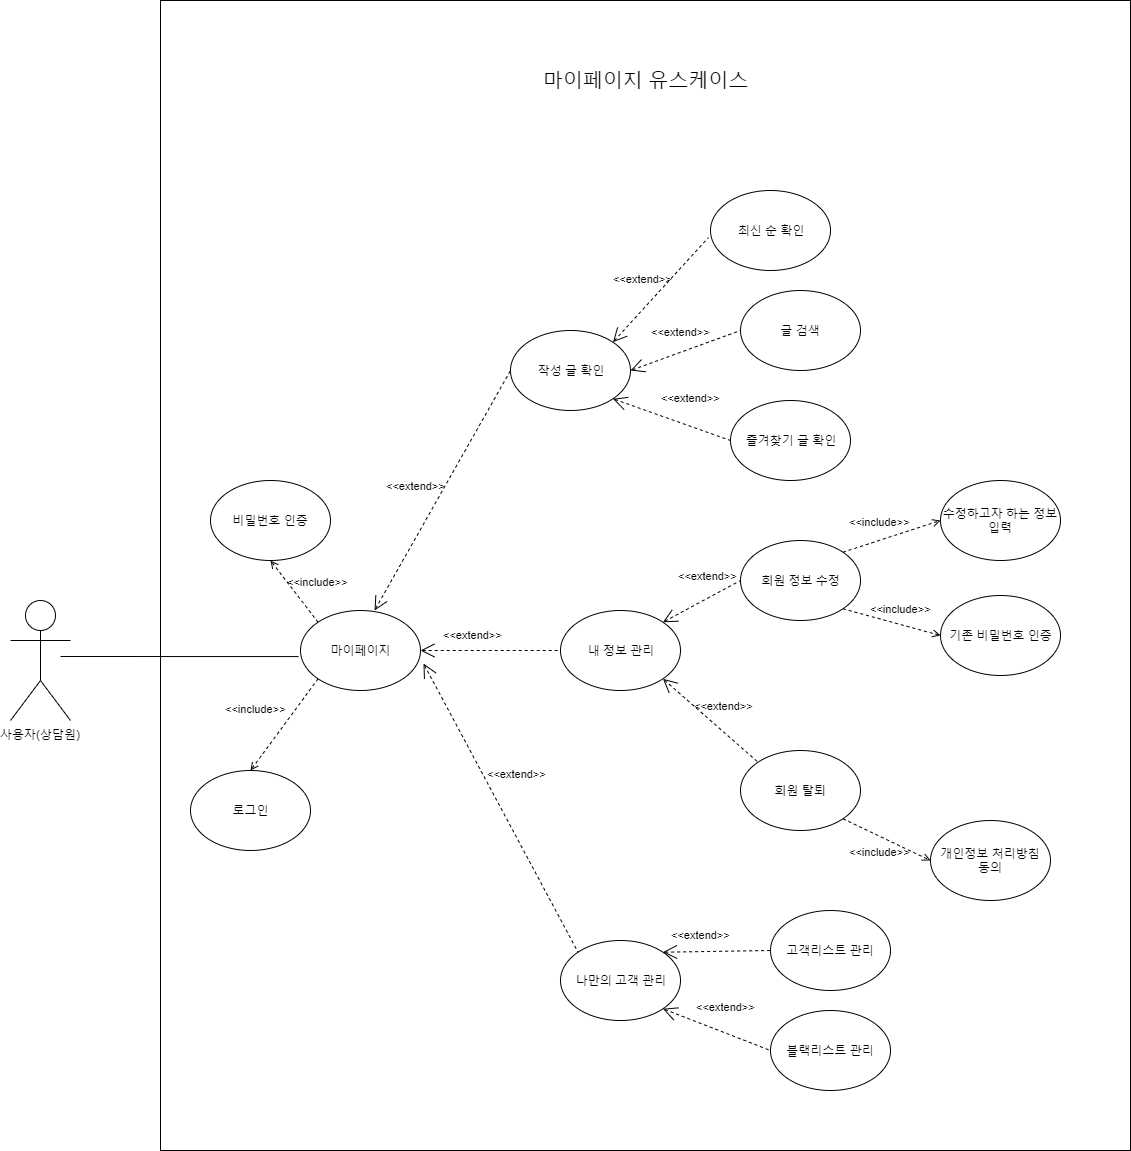 마이페이지 유스케이스
최신 순 확인
<<extend>>
글 검색
<<extend>>
작성 글 확인
<<extend>>
즐겨찾기 글 확인
<<extend>>
비밀번호 인증
수정하고자 하는 정보
입력
<<include>>
<<extend>>
회원 정보 수정
<<include>>
<<include>>
기존 비밀번호 인증
<<extend>>
마이페이지
내 정보 관리
<<include>>
<<extend>>
사용자(상담원)
<<extend>>
회원 탈퇴
로그인
<<include>>
개인정보 처리방침
동의
<<extend>>
고객리스트 관리
나만의 고객 관리
<<extend>>
블랙리스트 관리